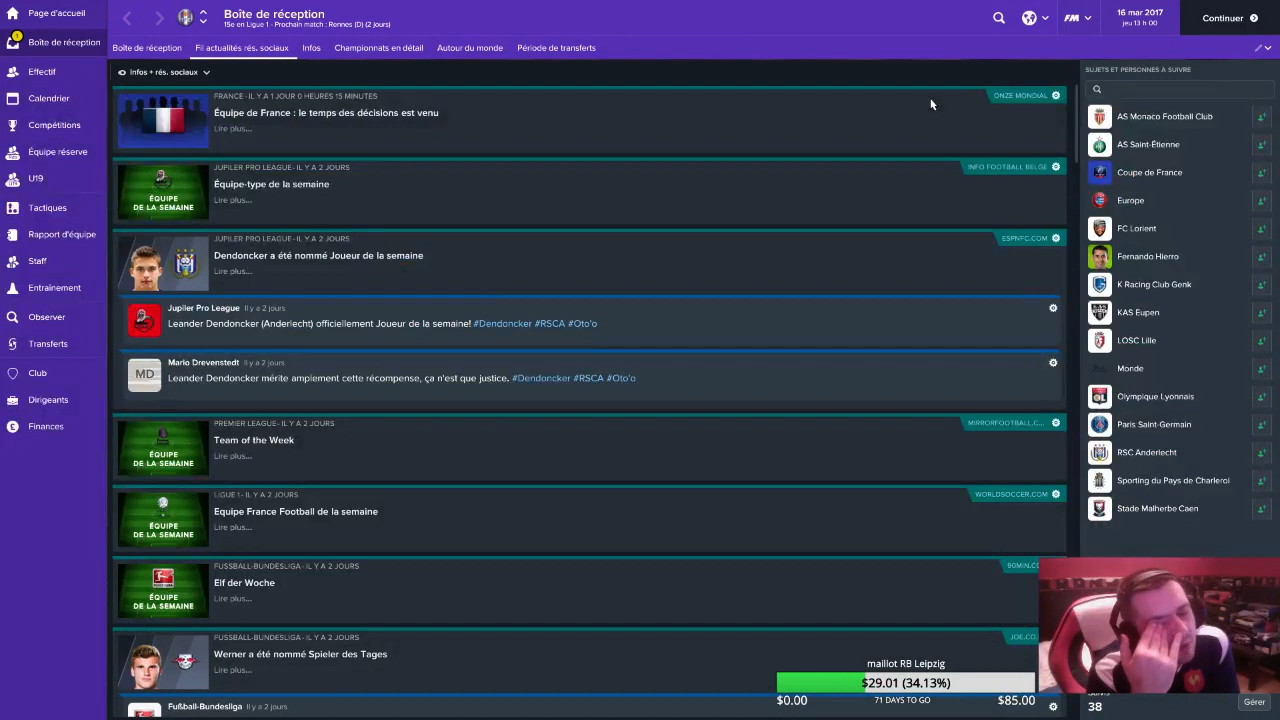 Page d'accueil
1
Boîte de réception
Effectif
Calendrier
Compétitions
Équipe réserve
U19
Tactiques
Rapport d'équipe
Staff
Entraînement
Observer
Transferts
Club
Dirigeants
Finances
Boîte de réception
15e en Ligue 1 - Prochain match : Rennes (D) (2 jours)
FM
16 mar 2017
jeu 13 h 00
Continuer
Boîte de réception
Fil actualités rés. sociaux
Infos
Championnats en détail
Autour du monde
Période de transferts
Infos + rés. sociaux
FRANCE - IL Y A 1 JOUR 0 HEURES 15 MINUTES
ONZE MONDIAL
Équipe de France : le temps des décisions est venu
Lire plus...
JUPILER PRO LEAGUE - IL Y A 2 JOURS
INFO FOOTBALL BELGE
Équipe-type de la semaine
Lire plus...
ÉQUIPE
DE LA SEMAINE
JUPILER PRO LEAGUE - IL Y A 2 JOURS
ESPNFC.COM
Dendoncker a été nommé Joueur de la semaine
Lire plus...
Jupiler Pro League Il y a 2 jours
Leander Dendoncker (Anderlecht) officiellement Joueur de la semaine! #Dendoncker #RSCA #Oto'o
MD
Mario Drevenstedt Il y a 2 jours
Leander Dendoncker mérite amplement cette récompense, ça n'est que justice. #Dendoncker #RSCA #Oto'o
PREMIER LEAGUE - IL Y A 2 JOURS
MIRRORFOOTBALL.C...
Team of the Week
Lire plus...
ÉQUIPE
DE LA SEMAINE
LIGUE 1 - IL Y A 2 JOURS
WORLDSOCCER.COM
Equipe France Football de la semaine
Lire plus...
ÉQUIPE
DE LA SEMAINE
FUSSBALL-BUNDESLIGA - IL Y A 2 JOURS
90MIN.CO
Elf der Woche
Lire plus...
ÉQUIPE
DE LA SEMAINE
FUSSBALL-BUNDESLIGA - IL Y A 2 JOURS
JOE.CO.
Werner a été nommé Spieler des Tages
Lire plus...
Fußball-Bundesliga Il y a 2 jours
SUJETS ET PERSONNES À SUIVRE
AS Monaco Football Club
AS Saint-Étienne
Coupe de France
Europe
FC Lorient
Fernando Hierro
K Racing Club Genk
KAS Eupen
LOSC Lille
Monde
Olympique Lyonnais
Paris Saint-Germain
RSC Anderlecht
Sporting du Pays de Charleroi
Stade Malherbe Caen
maillot RB Leipzig
$29.01 (34.13%)
$0.00
71 DAYS TO GO
$85.00
38
Gérer